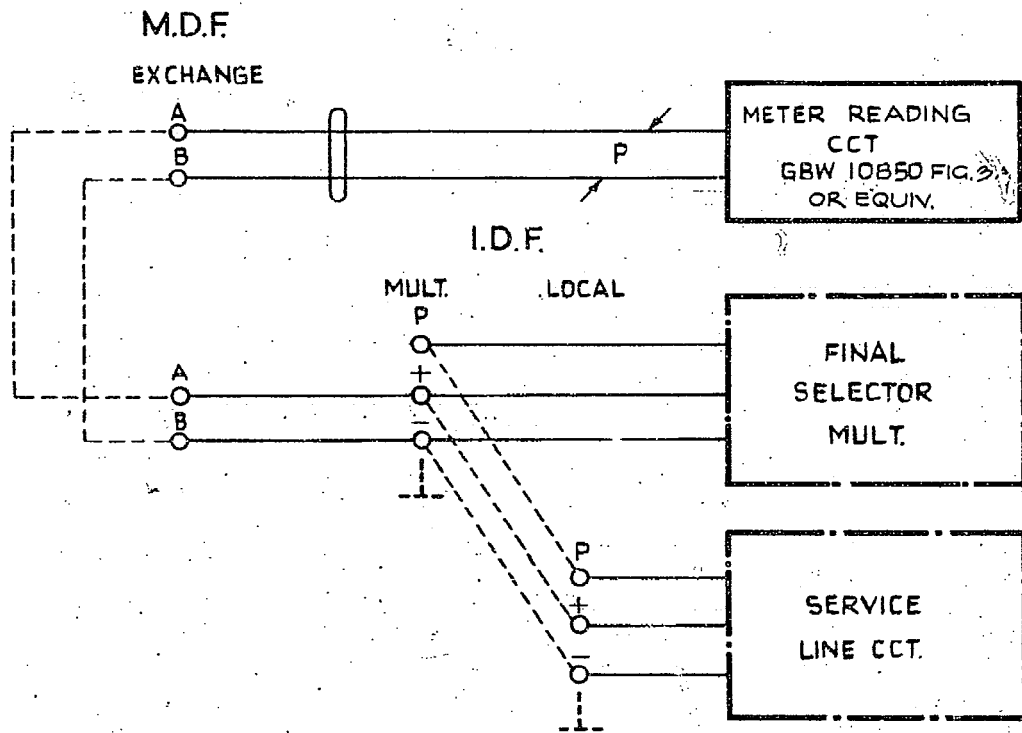 M.D.F.
EXCHANGE
A
B
P
METER READING
CCT
GBW 10850 FIG. 3
OR EQUIV.
I.D.F.
MULT. LOCAL
P
+
−
A
B
FINAL
SELECTOR
MULT.
P
+
−
SERVICE
LINE CCT.